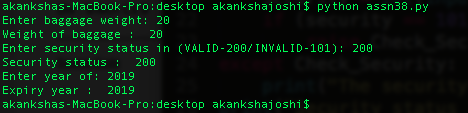 akankshas-MacBook-Pro:desktop akankshajoshi$ python assn38.py
Enter baggage weight: 20
Weight of baggage :  20
Enter security status in (VALID-200/INVALID-101): 200
Security status :  200
Enter year of: 2019
Expiry year :  2019
akankshas-MacBook-Pro:desktop akankshajoshi$